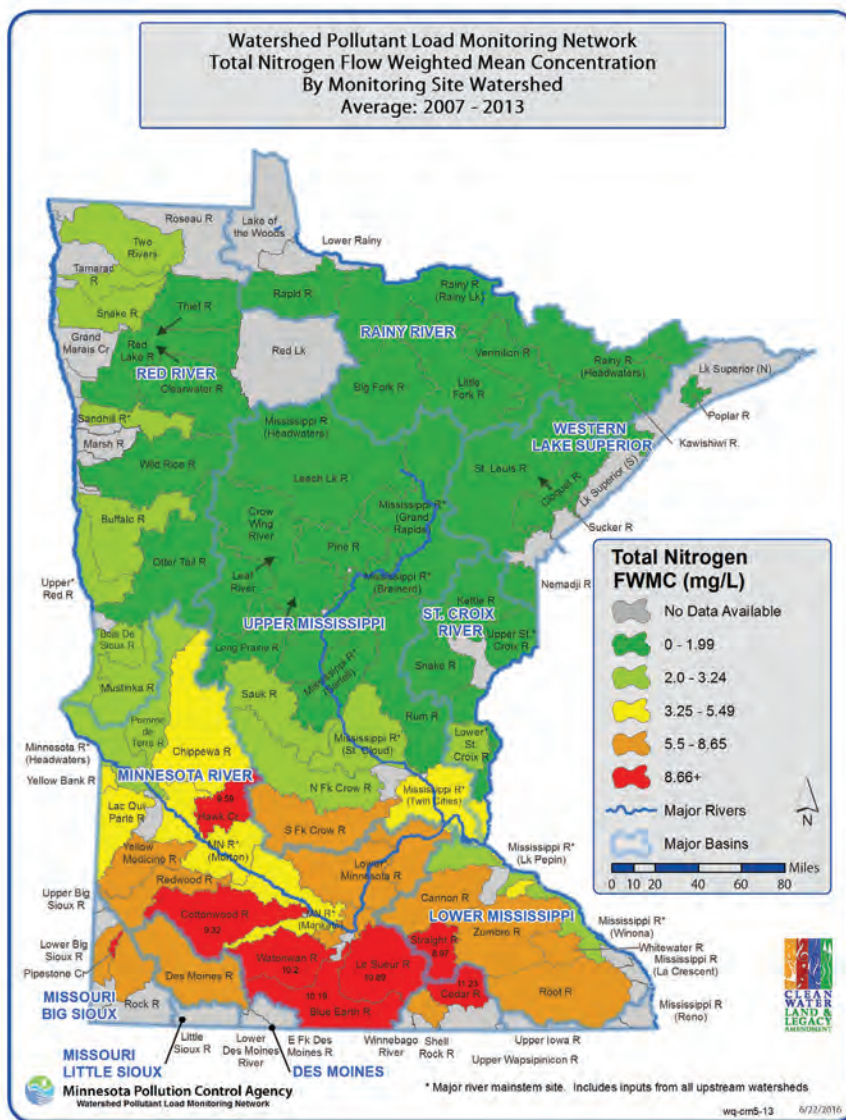 Watershed Pollutant Load Monitoring Network
Total Nitrogen Flow Weighted Mean Concentration
By Monitoring Site Watershed
Average: 2007 - 2013
Roseau R
Lake of
the Woods
Lower Rainy
Two
Rivers
Tamarac
R
Snake R
Thief R
Rapid R
Rainy R
(Rainy Lk)
RAINY RIVER
Grand
Marais Cr
Red
Lake R
RED RIVER
Red Lk
Vermilion R
Rainy R
(Headwaters)
Lk Superior (N)
Clearwater R
Big Fork R
Little
Fork R
Poplar R
Sandhill R*
Mississippi R
(Headwaters)
WESTERN
LAKE SUPERIOR
Kawishiwi R.
Marsh R
Wild Rice R
Leech Lk R
St. Louis R
Cloquet R
Lk Superior (S)
Buffalo R
Crow
Wing
River
Mississippi R*
(Grand
Rapids)
Pine R
Sucker R
Otter Tail R
Upper*
Red R
Leaf
River
Mississippi R*
(Brainerd)
Nemadji R
UPPER MISSISSIPPI
Kettle R
ST. CROIX
RIVER
Upper St.*
Croix R
Bois De
Sioux R
Long Prairie R
Mississippi R*
(Sartell)
Snake R
Mustinka R
Sauk R
Rum R
Pomme
de
Terre R
Chippewa R
Mississippi R*
(St. Cloud)
Lower*
St.
Croix R
Minnesota R*
(Headwaters)
MINNESOTA RIVER
Yellow Bank R
N Fk Crow R
Mississippi R*
(Twin Cities)
Lac Qui
Parle R
9.59
Hawk Cr
S Fk Crow R
Mississippi R*
(Lk Pepin)
Yellow
Medicine R
MN R*
(Morton)
Lower
Minnesota R
Redwood R
Cannon R
Upper Big
Sioux R
Cottonwood R
9.32
MN R*
LOWER MISSISSIPPI
Zumbro R
Mississippi R*
(Winona)
Whitewater R
Mississippi R
(La Crescent)
Straight R
8.97
Watonwan R
10.2
Le Sueur R
Lower Big
Sioux R
Pipestone Cr
Des Moines R
11.23
Cedar R
Root R
Mississippi R
(Reno)
MISSOURI
BIG SIOUX
Rock R
10.19
Blue Earth R
MISSOURI
LITTLE SIOUX
Little
Sioux R
Lower
Des Moines
River
E Fk Des
Moines R
DES MOINES
Winnebago
River
Shell
Rock R
Upper Iowa R
Upper Wapsipinicon R
Total Nitrogen
FWMC (mg/L)
No Data Available
0 - 1.99
2.0 - 3.24
3.25 - 5.49
5.5 - 8.65
8.66+
Major Rivers
Major Basins
Miles
0 10 20 40 60 80
N
CLEAN
WATER
LAND &
LEGACY
AMENDMENT
Minnesota Pollution Control Agency
Watershed Pollutant Load Monitoring Network
* Major river mainstem site. Includes inputs from all upstream watersheds
wq-cm5-13
6/22/2016